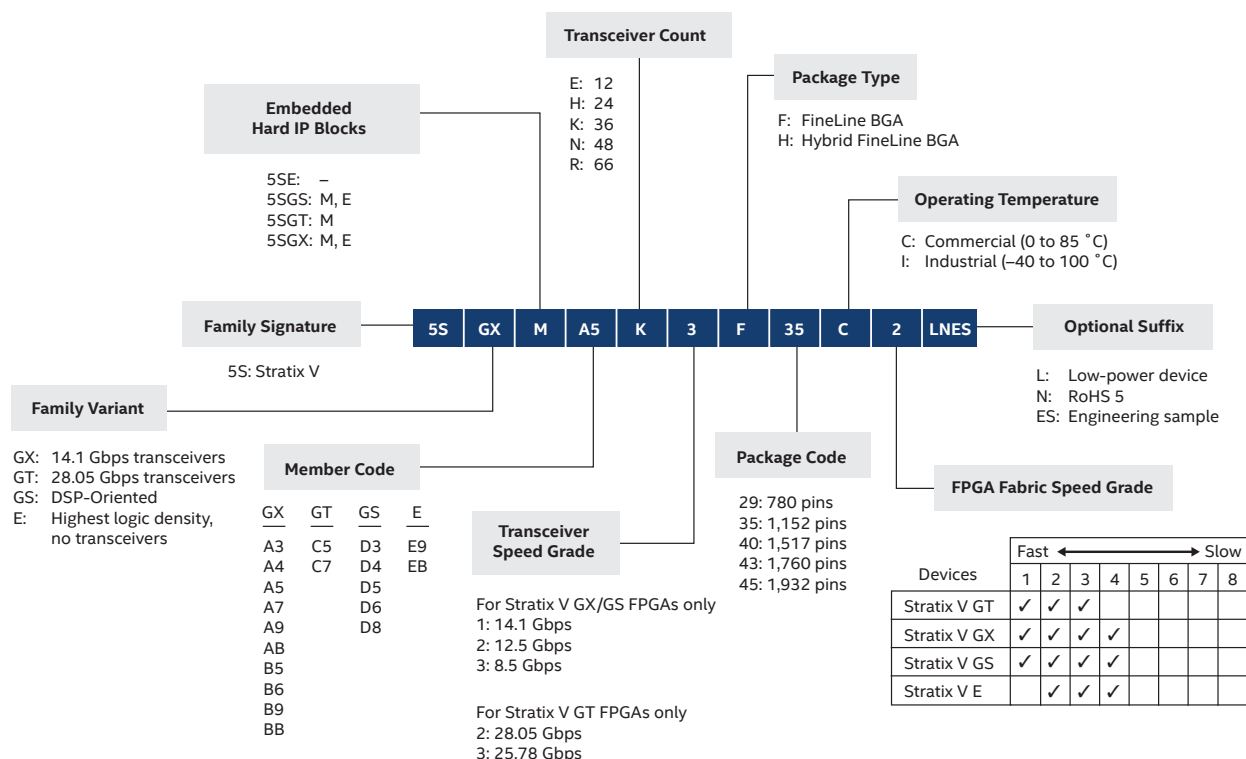 Transceiver Count
E: 12
H: 24
K: 36
N: 48
R: 66
Package Type
F: FineLine BGA
H: Hybrid FineLine BGA
Embedded
Hard IP Blocks
5SE: –
5SGS: M, E
5SGT: M
5SGX: M, E
Operating Temperature
C: Commercial (0 to 85 ˚C)
I: Industrial (–40 to 100 ˚C)
Family Signature
5S: Stratix V
5S GX M A5 K 3 F 35 C 2 LNES
Optional Suffix
L: Low-power device
N: RoHS 5
ES: Engineering sample
Family Variant
GX: 14.1 Gbps transceivers
GT: 28.05 Gbps transceivers
GS: DSP-Oriented
E: Highest logic density,
no transceivers
Member Code
GX GT GS E
A3 C5 D3 E9
A4 C7 D4 EB
A5 D5
A7 D6
A9 D8
AB
B5
B6
B9
BB
Transceiver
Speed Grade
For Stratix V GX/GS FPGAs only
1: 14.1 Gbps
2: 12.5 Gbps
3: 8.5 Gbps
For Stratix V GT FPGAs only
2: 28.05 Gbps
3: 25.78 Gbps
Package Code
29: 780 pins
35: 1,152 pins
40: 1,517 pins
43: 1,760 pins
45: 1,932 pins
FPGA Fabric Speed Grade
Fast Slow
Devices 1 2 3 4 5 6 7 8
Stratix V GT ✓ ✓ ✓
Stratix V GX ✓ ✓ ✓ ✓
Stratix V GS ✓ ✓ ✓ ✓
Stratix V E ✓ ✓ ✓